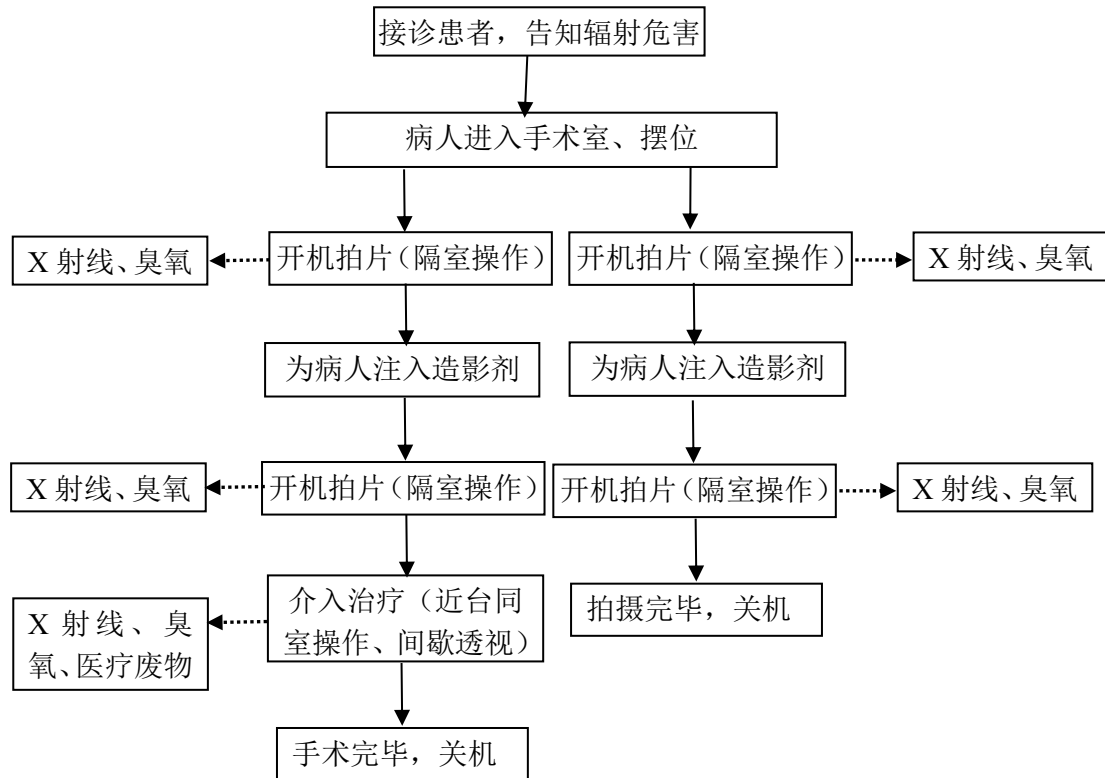 接诊患者，告知辐射危害
病人进入手术室、摆位
X 射线、臭氧
开机拍片（隔室操作）
开机拍片（隔室操作）
X 射线、臭氧
为病人注入造影剂
为病人注入造影剂
X 射线、臭氧
开机拍片（隔室操作）
开机拍片（隔室操作）
X 射线、臭氧
X 射线、臭
氧、医疗废物
介入治疗（近台同
室操作、间歇透视）
拍摄完毕，关机
手术完毕，关机